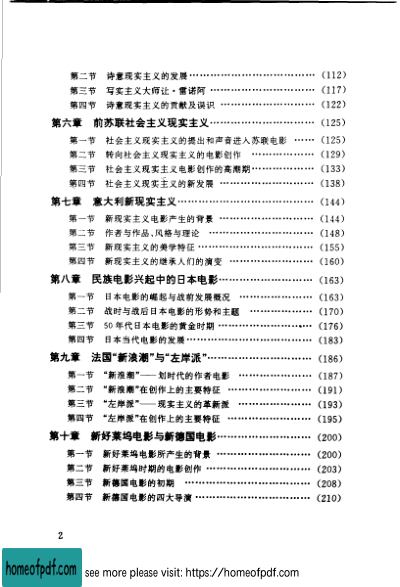 第二节　诗意现实主义的发展……………………………（112）
第三节　写实主义大师让·雷诺阿………………………（117）
第四节　诗意现实主义的贡献及误识……………………（122）
第六章　前苏联社会主义现实主义………………………（125）
第一节　社会主义现实主义的提出和声音进入苏联电影……（125）
第二节　转向社会主义现实主义的电影创作………………（129）
第三节　社会主义现实主义电影创作的高潮期……………（133）
第四节　社会主义现实主义的新发展……………………（138）
第七章　意大利新现实主义………………………………（144）
第一节　新现实主义电影产生的背景……………………（144）
第二节　作者与作品、风格与理论………………………（148）
第三节　新现实主义的美学特征…………………………（155）
第四节　新现实主义的继承人们的演变…………………（160）
第八章　民族电影兴起中的日本电影……………………（163）
第一节　日本电影的崛起与战前发展概况………………（163）
第二节　战时与战后日本电影的形势和主题……………（170）
第三节　50年代日本电影的黄金时期……………………（176）
第四节　日本当代电影的发展……………………………（183）
第九章　法国“新浪潮”与“左岸派”……………………（186）
第一节　“新浪潮”——划时代的作者电影………………（187）
第二节　“新浪潮”在创作上的主要特征…………………（191）
第三节　“左岸派”——现实主义的革新派………………（193）
第四节　“左岸派”在创作上的主要特征…………………（195）
第十章　新好莱坞电影与新德国电影……………………（200）
第一节　新好莱坞电影所产生的背景……………………（200）
第二节　新好莱坞时期的电影创作………………………（203）
第三节　新德国电影的初期………………………………（208）
第四节　新德国电影的四大导演…………………………（210）
2
homeofpdf.com see more please visit: https://homeofpdf.com